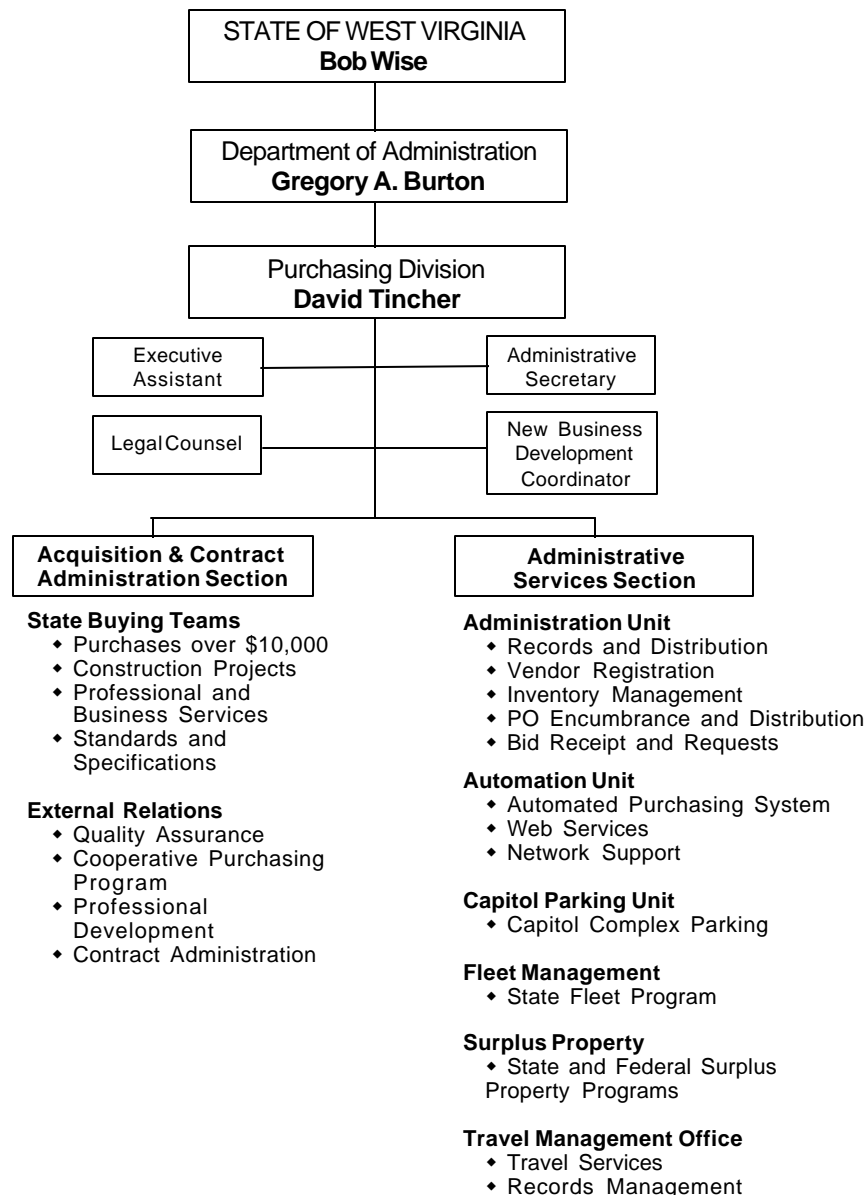 STATE OF WEST VIRGINIA
Bob Wise
Department of Administration
Gregory A. Burton
Purchasing Division
David Tincher
Executive
Assistant
Administrative
Secretary
Legal Counsel
New Business
Development
Coordinator
Acquisition & Contract
Administration Section
State Buying Teams
◆ Purchases over $10,000
◆ Construction Projects
◆ Professional and
Business Services
◆ Standards and
Specifications
External Relations
◆ Quality Assurance
◆ Cooperative Purchasing
Program
◆ Professional
Development
◆ Contract Administration
Administrative
Services Section
Administration Unit
◆ Records and Distribution
◆ Vendor Registration
◆ Inventory Management
◆ PO Encumbrance and Distribution
◆ Bid Receipt and Requests
Automation Unit
◆ Automated Purchasing System
◆ Web Services
◆ Network Support
Capitol Parking Unit
◆ Capitol Complex Parking
Fleet Management
◆ State Fleet Program
Surplus Property
◆ State and Federal Surplus
Property Programs
Travel Management Office
◆ Travel Services
◆ Records Management